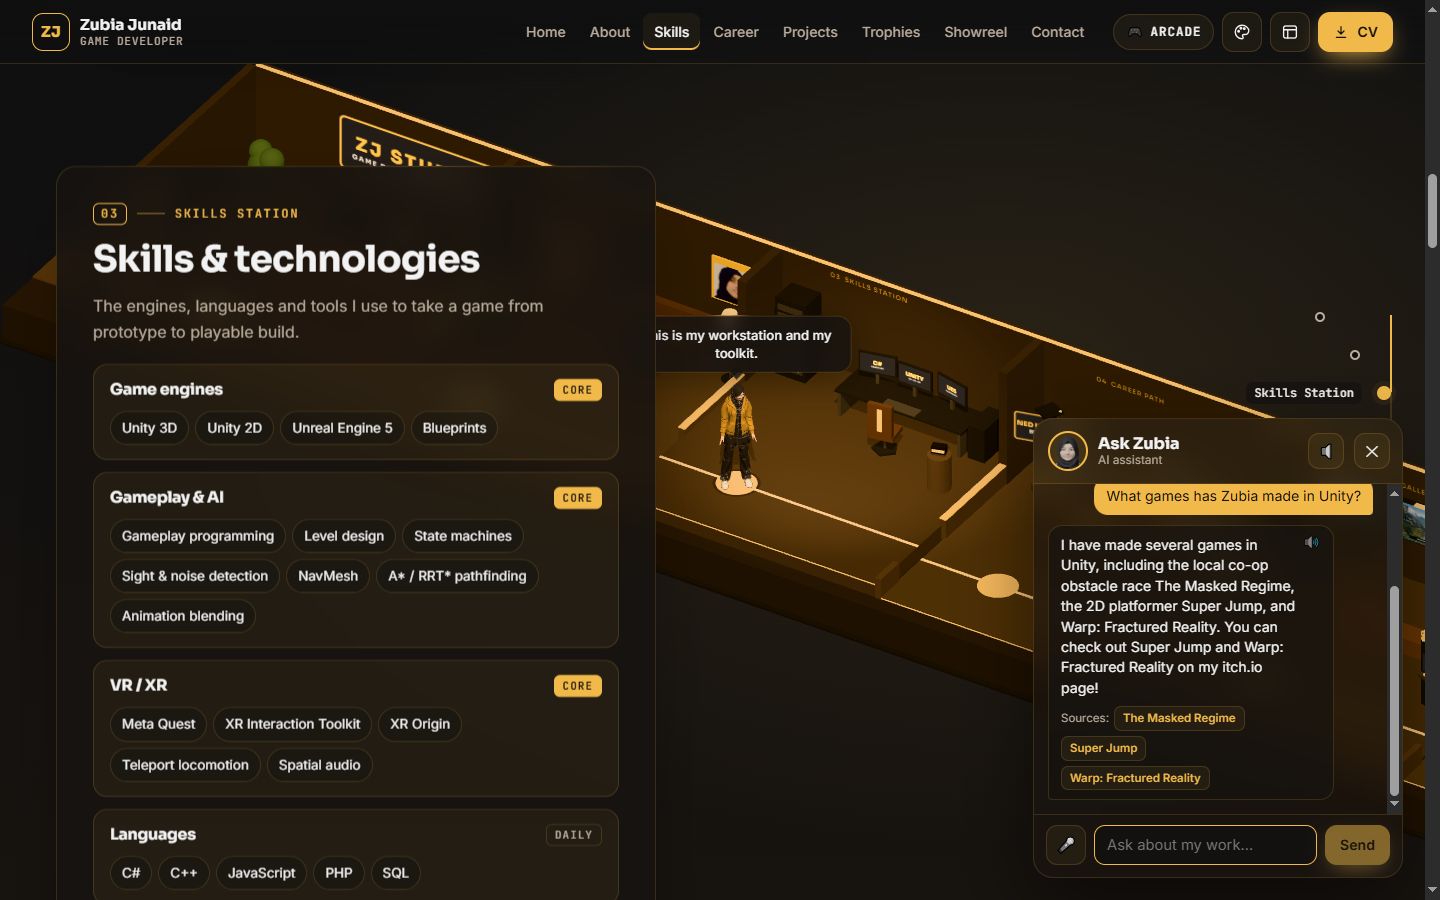 ZJ
Zubia Junaid
GAME DEVELOPER
Home
About
Skills
Career
Projects
Trophies
Showreel
Contact
ARCADE
CV
ZJ
03
SKILLS STATION
Skills & technologies
The engines, languages and tools I use to take a game from
prototype to playable build.
Game engines
CORE
Unity 3D
Unity 2D
Unreal Engine 5
Blueprints
Gameplay & AI
CORE
Gameplay programming
Level design
State machines
Sight & noise detection
NavMesh
A* / RRT* pathfinding
Animation blending
VR / XR
CORE
Meta Quest
XR Interaction Toolkit
XR Origin
Teleport locomotion
Spatial audio
Languages
DAILY
C#
C++
JavaScript
PHP
SQL
03 SKILLS STATION
is my workstation and my
toolkit.
C#
UNITY
04 CAREER PATH
Skills Station
Ask Zubia
AI assistant
What games has Zubia made in Unity?
I have made several games in
Unity, including the local co-op
obstacle race The Masked Regime,
the 2D platformer Super Jump, and
Warp: Fractured Reality. You can
check out Super Jump and Warp:
Fractured Reality on my itch.io
page!
Sources:
The Masked Regime
Super Jump
Warp: Fractured Reality
Ask about my work...
Send